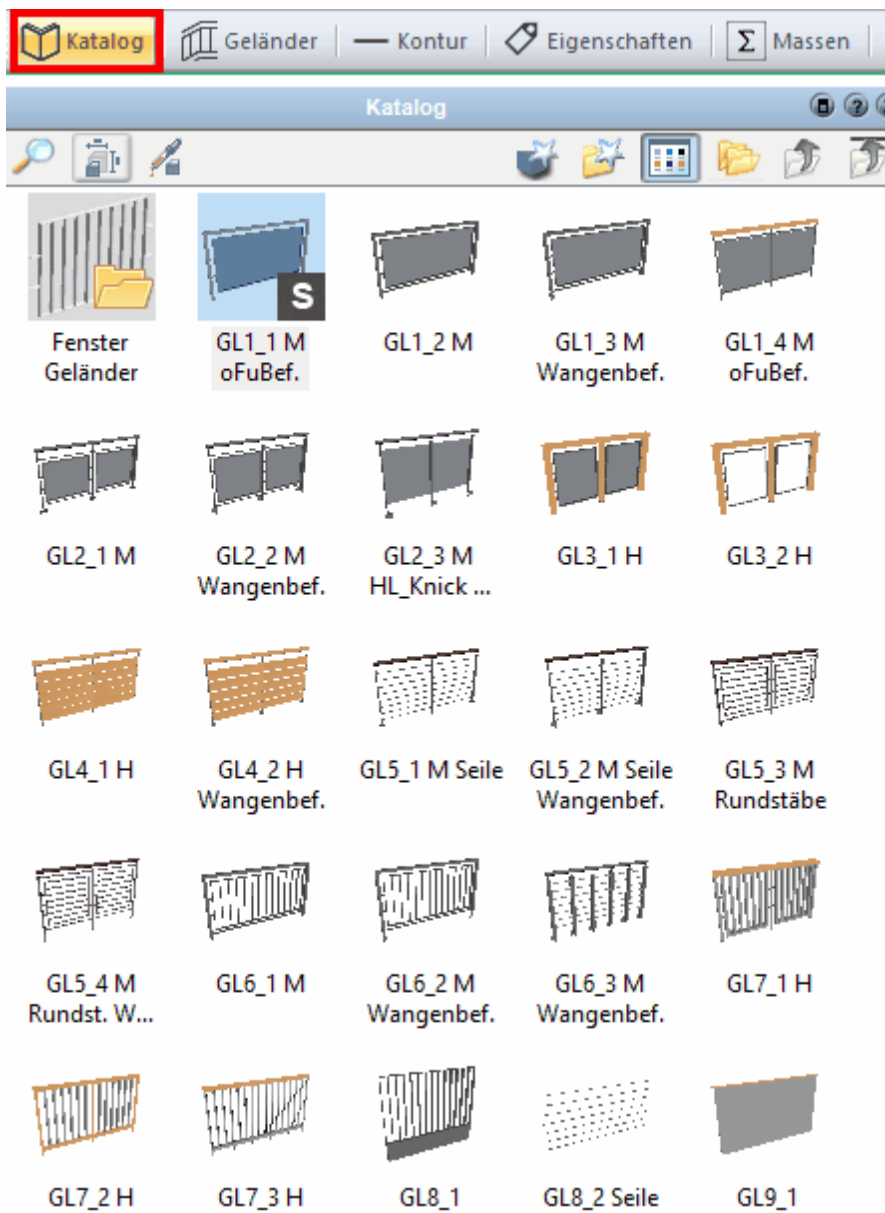 Katalog Geländer Kontur Eigenschaften Σ Massen
Katalog
S
Fenster GL1_1 M GL1_2 M GL1_3 M GL1_4 M
Geländer oFuBef. Wangenbef. oFuBef.
GL2_1 M GL2_2 M GL2_3 M GL3_1 H GL3_2 H
Wangenbef. HL_Knick ...
GL4_1 H GL4_2 H GL5_1 M Seile GL5_2 M Seile GL5_3 M
Wangenbef. Wangenbef. Rundstäbe
GL5_4 M GL6_1 M GL6_2 M GL6_3 M GL7_1 H
Rundst. W... Wangenbef. Wangenbef.
GL7_2 H GL7_3 H GL8_1 GL8_2 Seile GL9_1